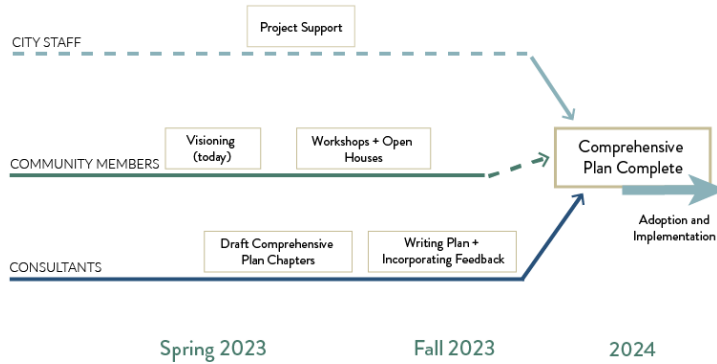 Project Support
CITY STAFF
Visioning
(today)
Workshops + Open
Houses
COMMUNITY MEMBERS
Comprehensive
Plan Complete
Adoption and
Implementation
Draft Comprehensive
Plan Chapters
Writing Plan +
Incorporating Feedback
CONSULTANTS
Spring 2023
Fall 2023
2024